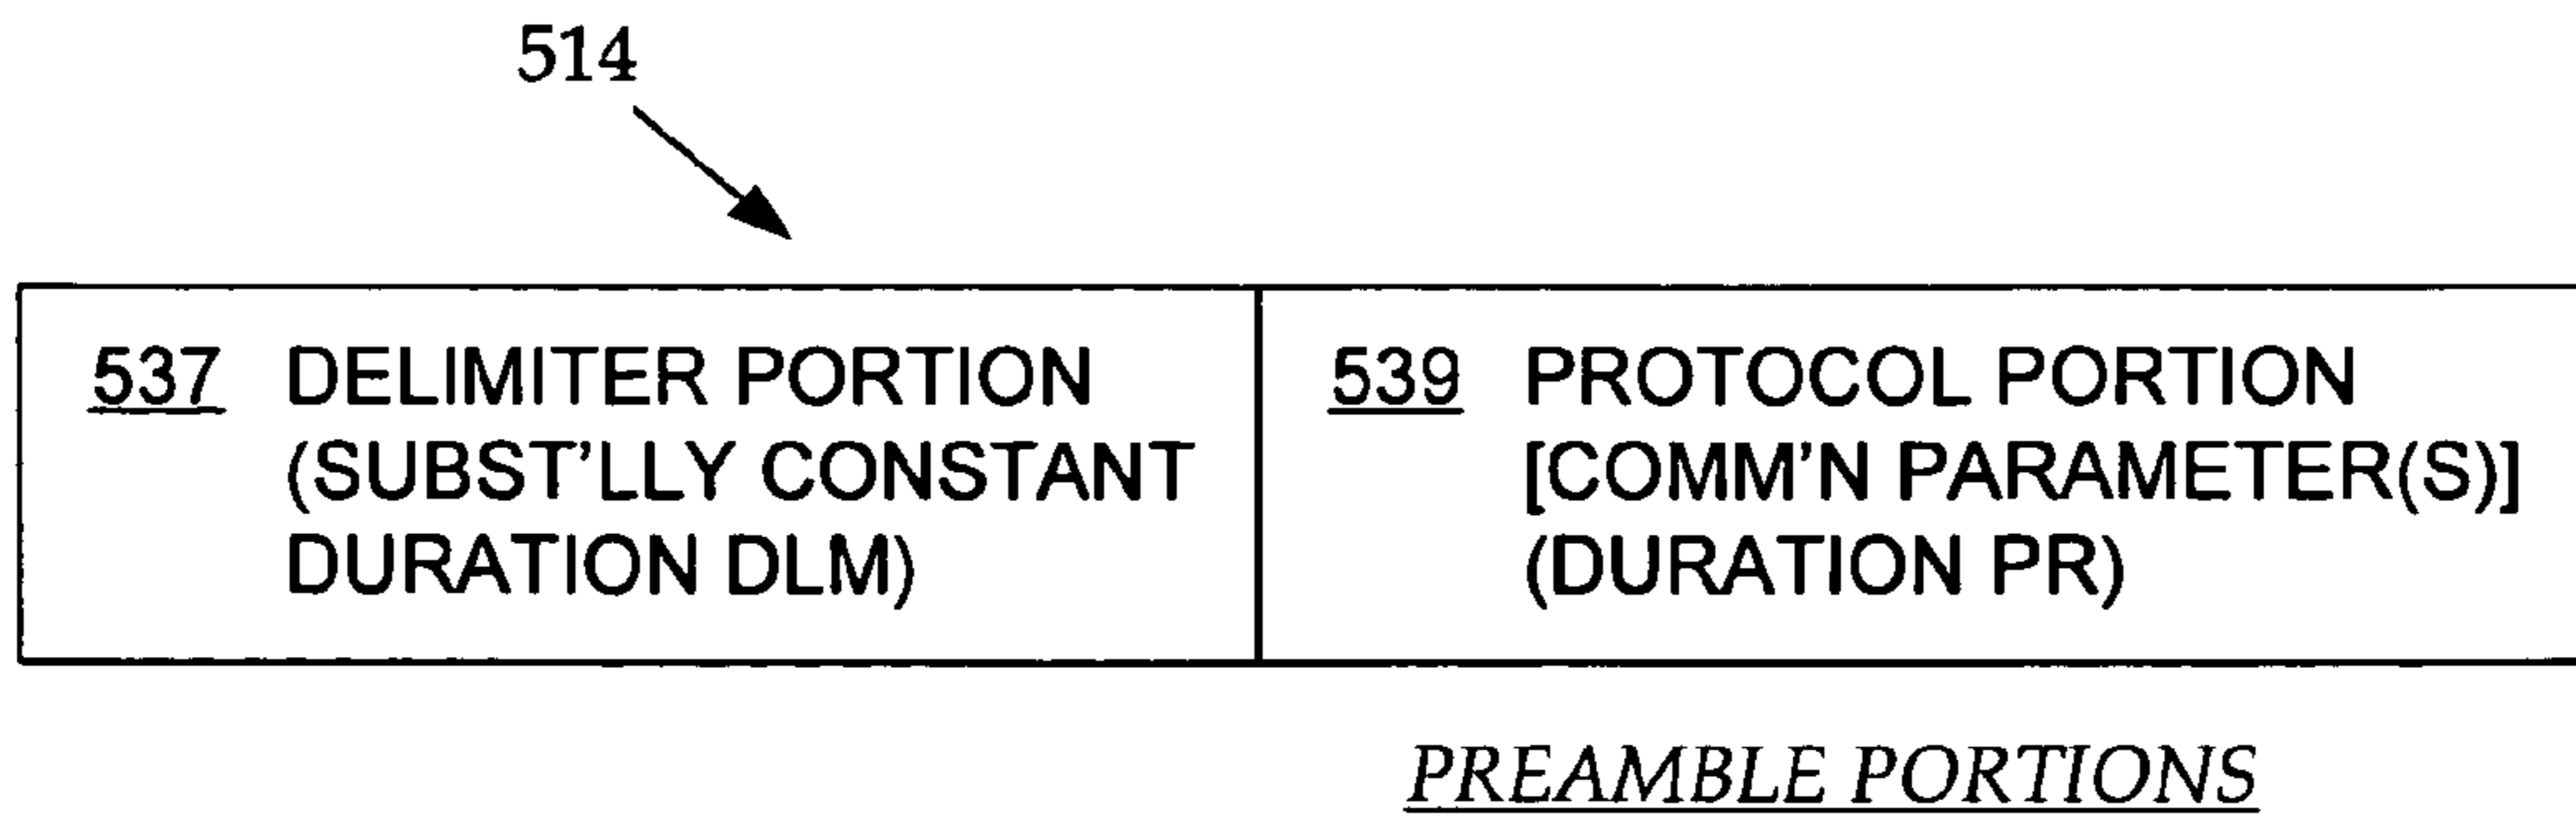 514
537 DELIMITER PORTION
(SUBST'LLY CONSTANT
DURATION DLM)
539 PROTOCOL PORTION
[COMM'N PARAMETER(S)]
(DURATION PR)
PREAMBLE PORTIONS